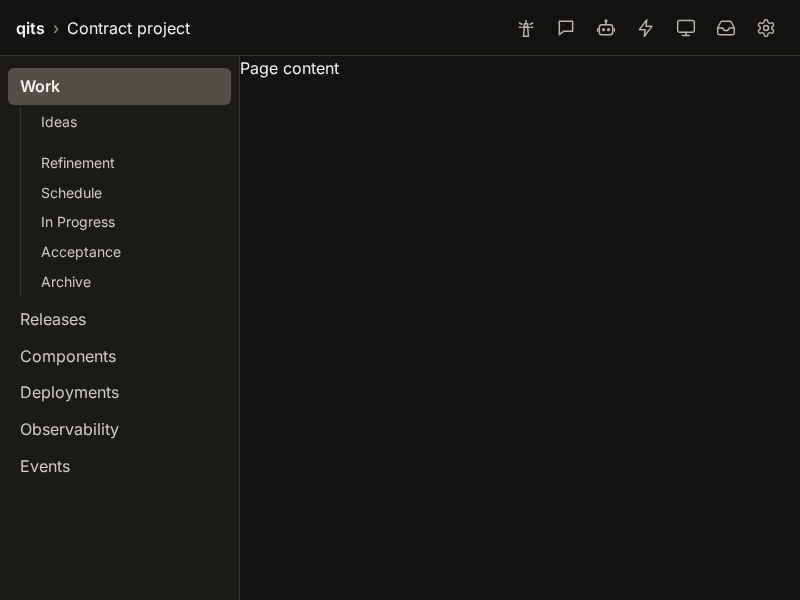 qits › Contract project
Work
Ideas
Refinement
Schedule
In Progress
Acceptance
Archive
Releases
Components
Deployments
Observability
Events
Page content